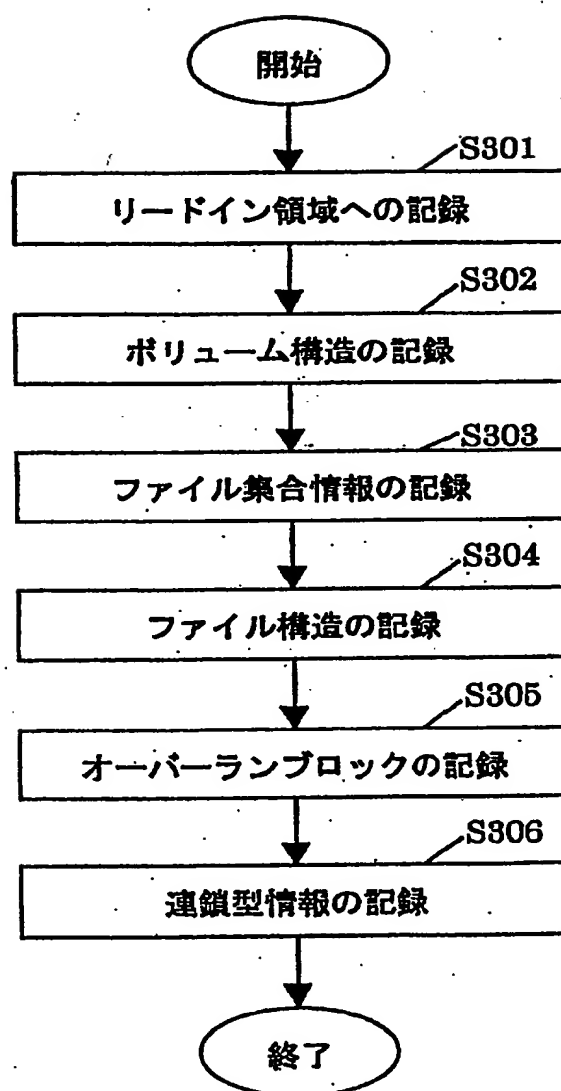 開始
S301
リードイン領域への記録
S302
ボリューム構造の記録
S303
ファイル集合情報の記録
S304
ファイル構造の記録
S305
オーバーランブロックの記録
S306
連鎖型情報の記録
終了